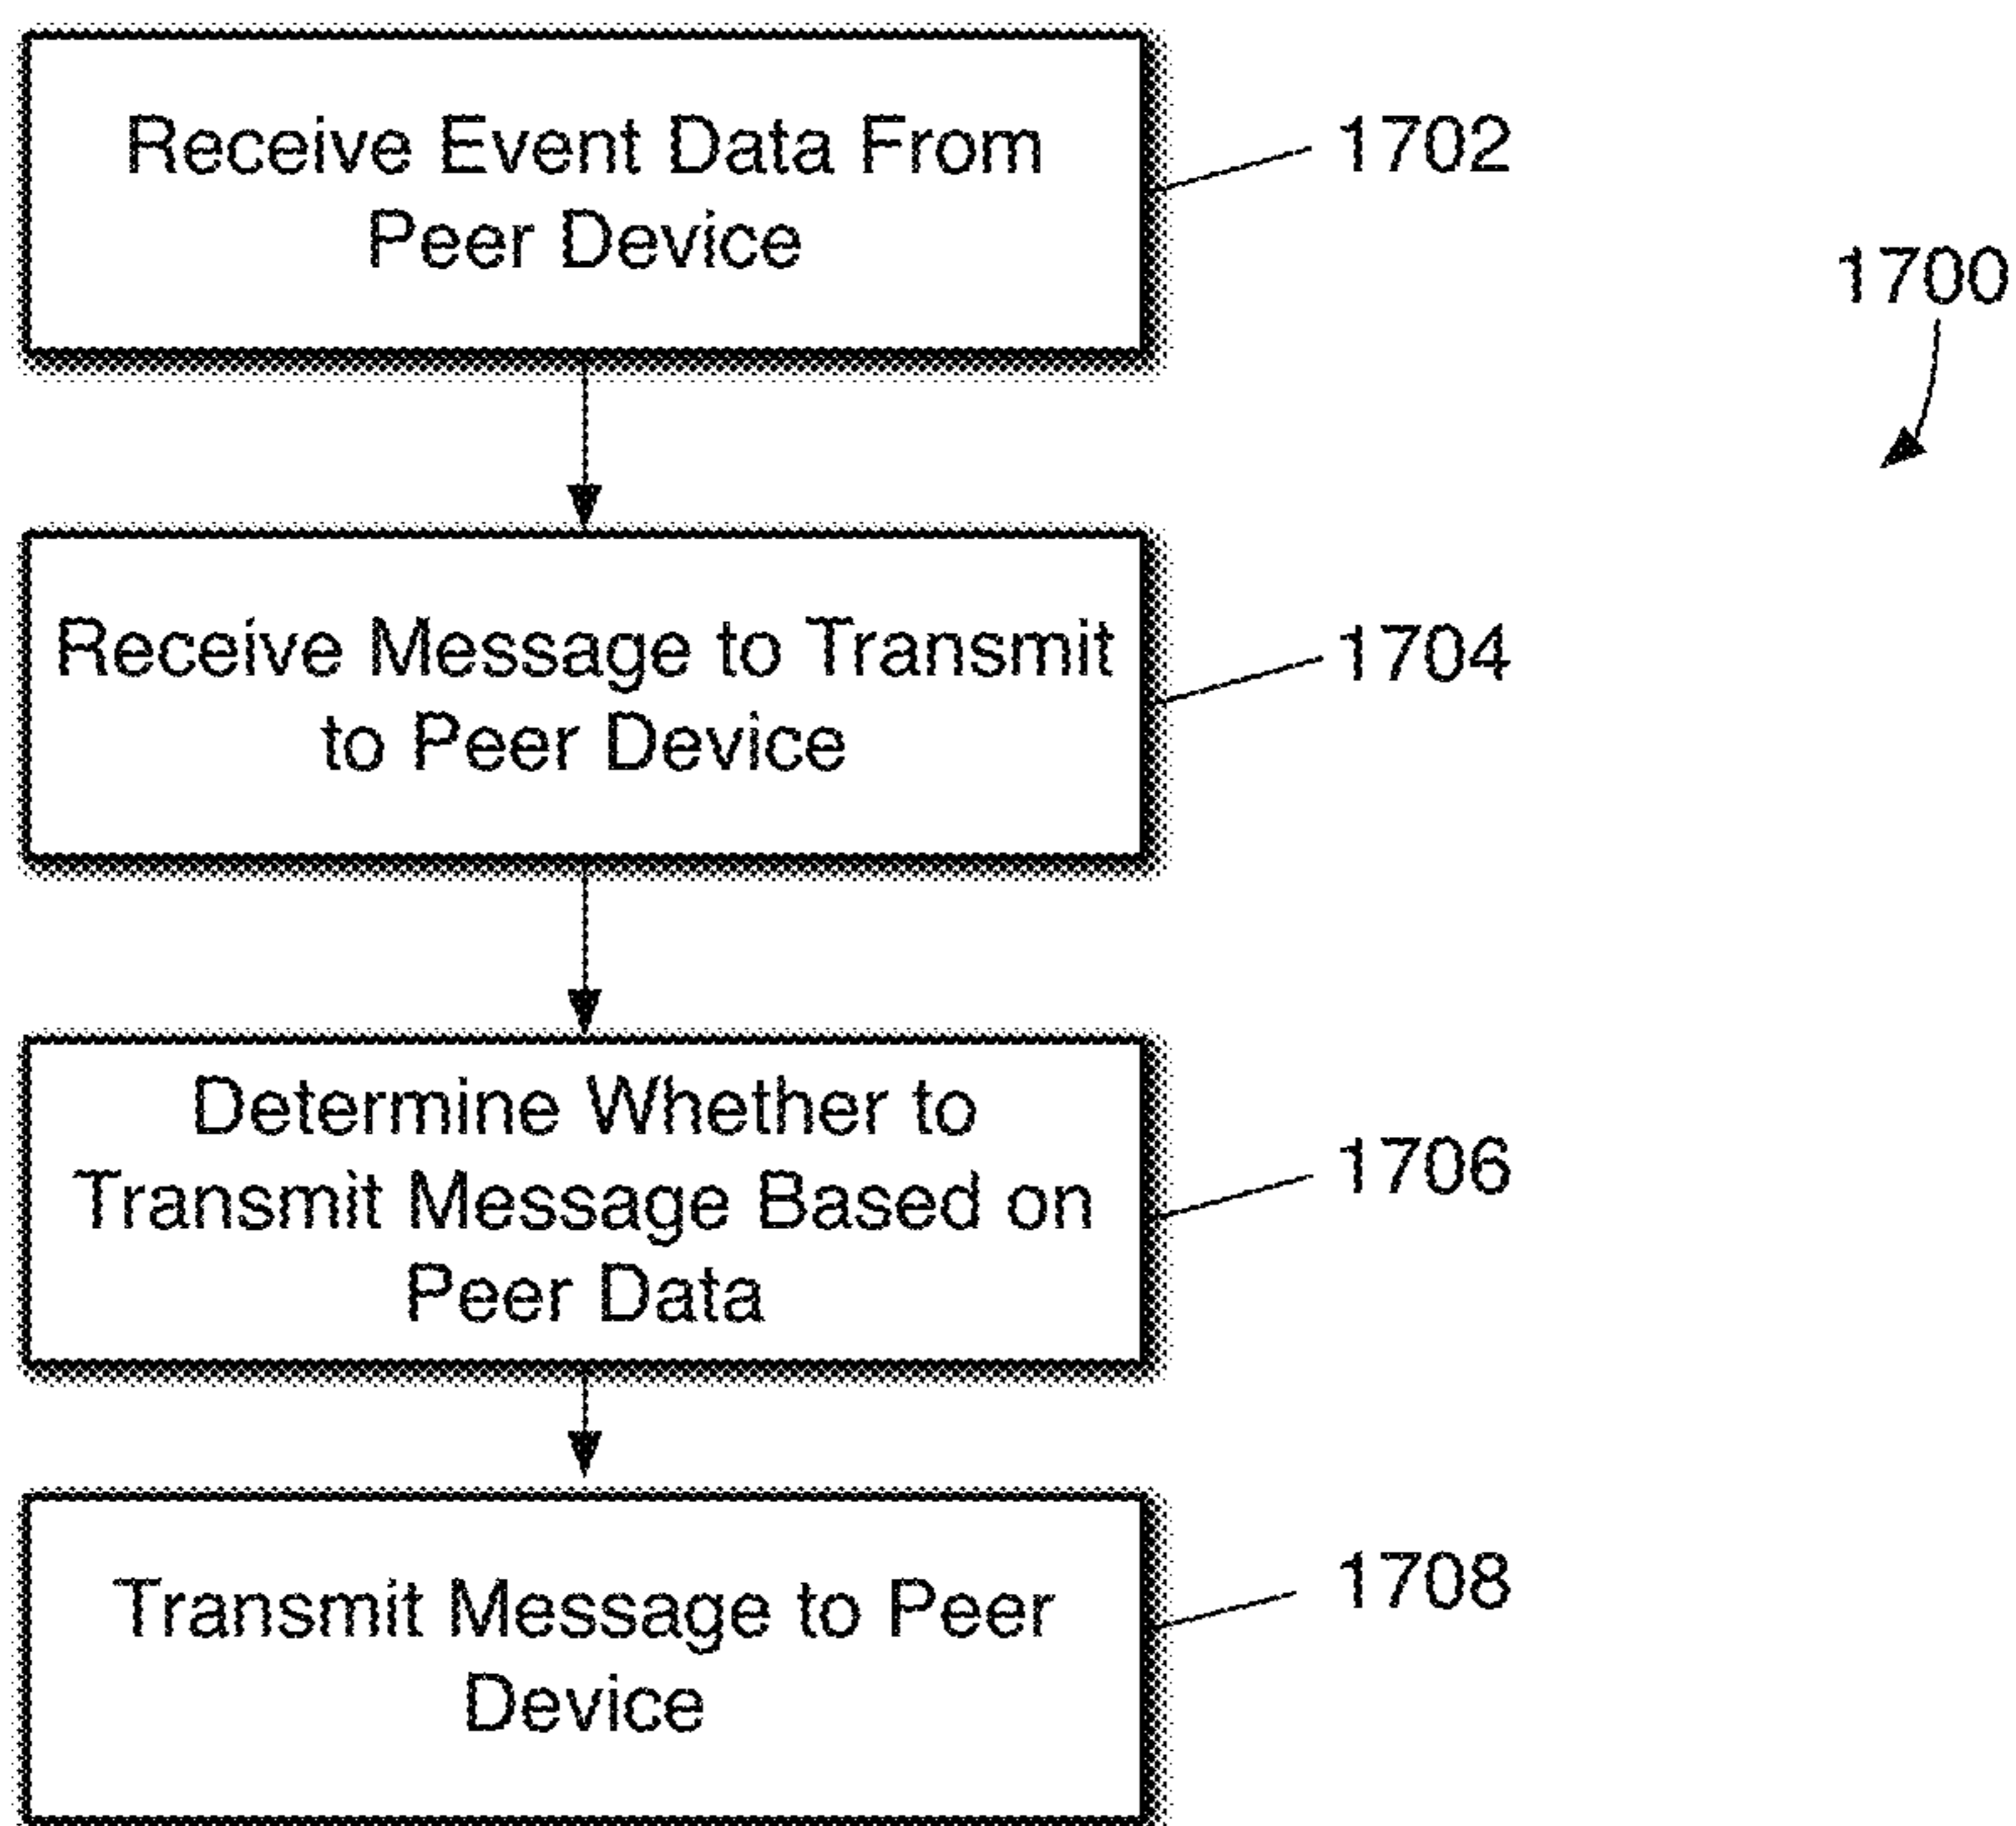 Receive Event Data From
Peer Device
1702
1700
Receive Message to Transmit
to Peer Device
1704
Determine Whether to
Transmit Message Based on
Peer Data
1706
Transmit Message to Peer
Device
1708